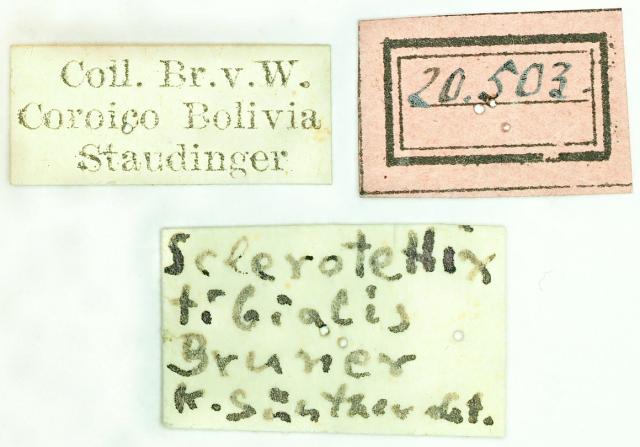 Coll. Br. v. W.
Coroico Bolivia
Staudinger
20.503
Sclerotettix
tibialis
Bruner
K. Günther det.